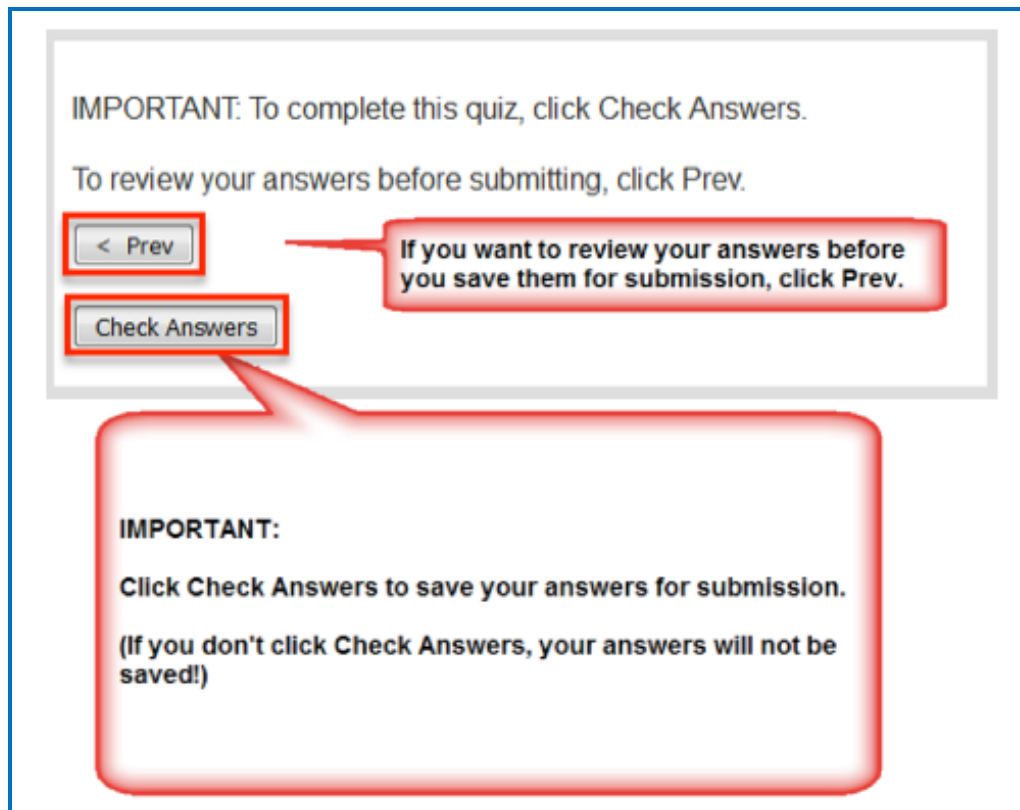 IMPORTANT: To complete this quiz, click Check Answers.
To review your answers before submitting, click Prev.
< Prev
If you want to review your answers before
you save them for submission, click Prev.
Check Answers
IMPORTANT:
Click Check Answers to save your answers for submission.
(If you don't click Check Answers, your answers will not be
saved!)